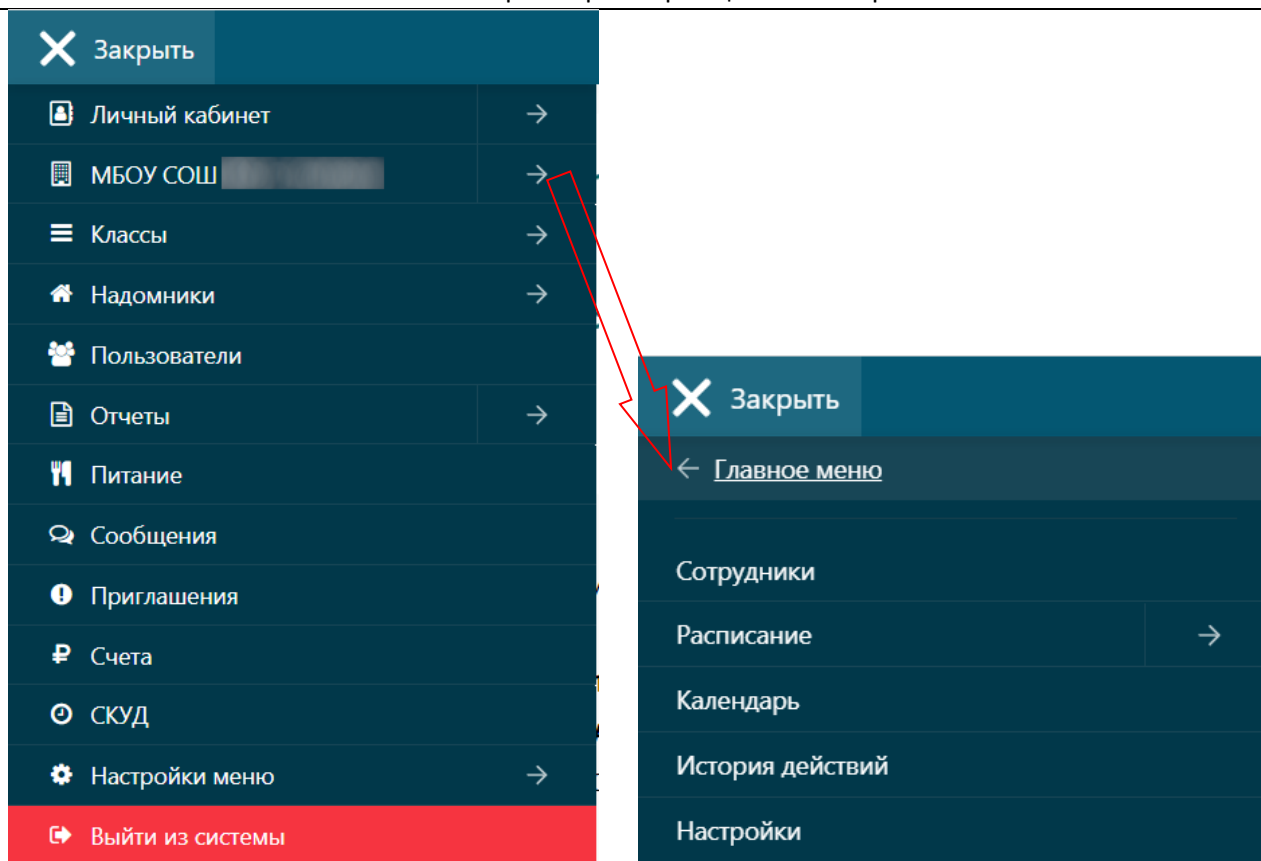 Закрыть
Личный кабинет
МБОУ СОШ
Классы
Надомники
Пользователи
Отчеты
Питание
Сообщения
Приглашения
Счета
СКУД
Настройки меню
Выйти из системы
Закрыть
Главное меню
Сотрудники
Расписание
Календарь
История действий
Настройки